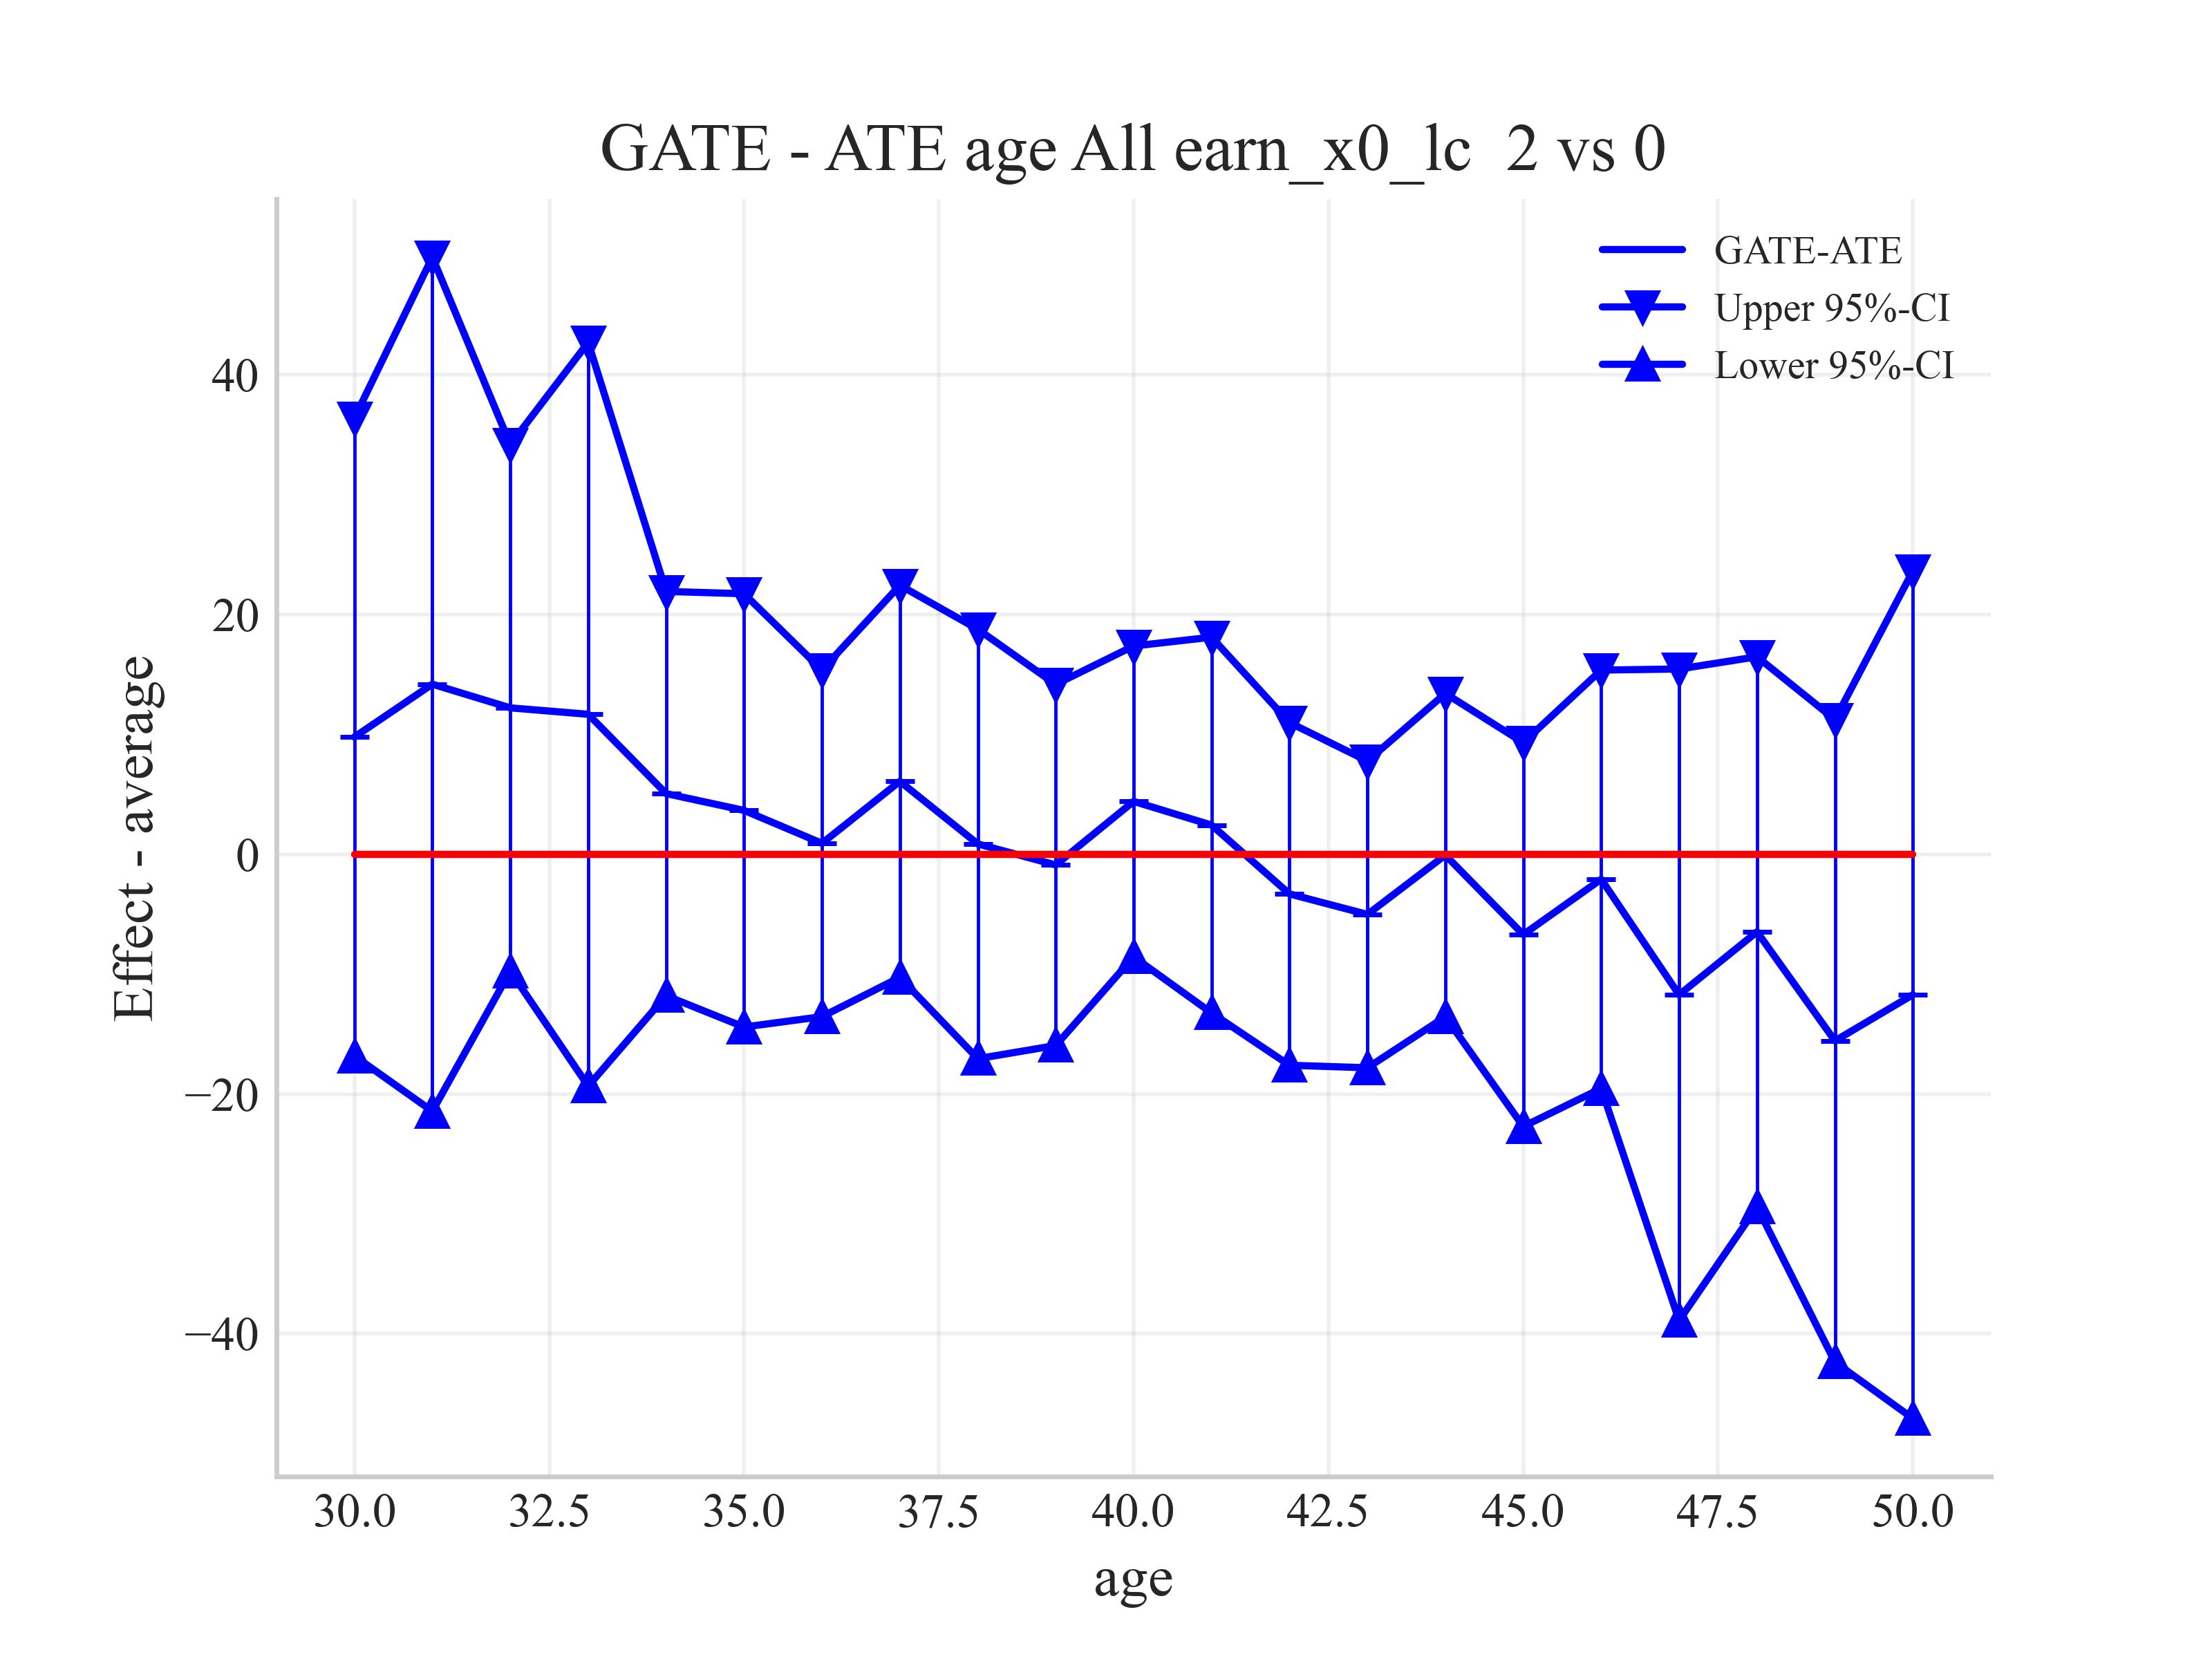 GATE - ATE age All earn_x0_lc  2 vs 0
GATE-ATE
Upper 95%-CI
Lower 95%-CI
Effect - average
40
20
0
−20
−40
30.0 32.5 35.0 37.5 40.0 42.5 45.0 47.5 50.0
age